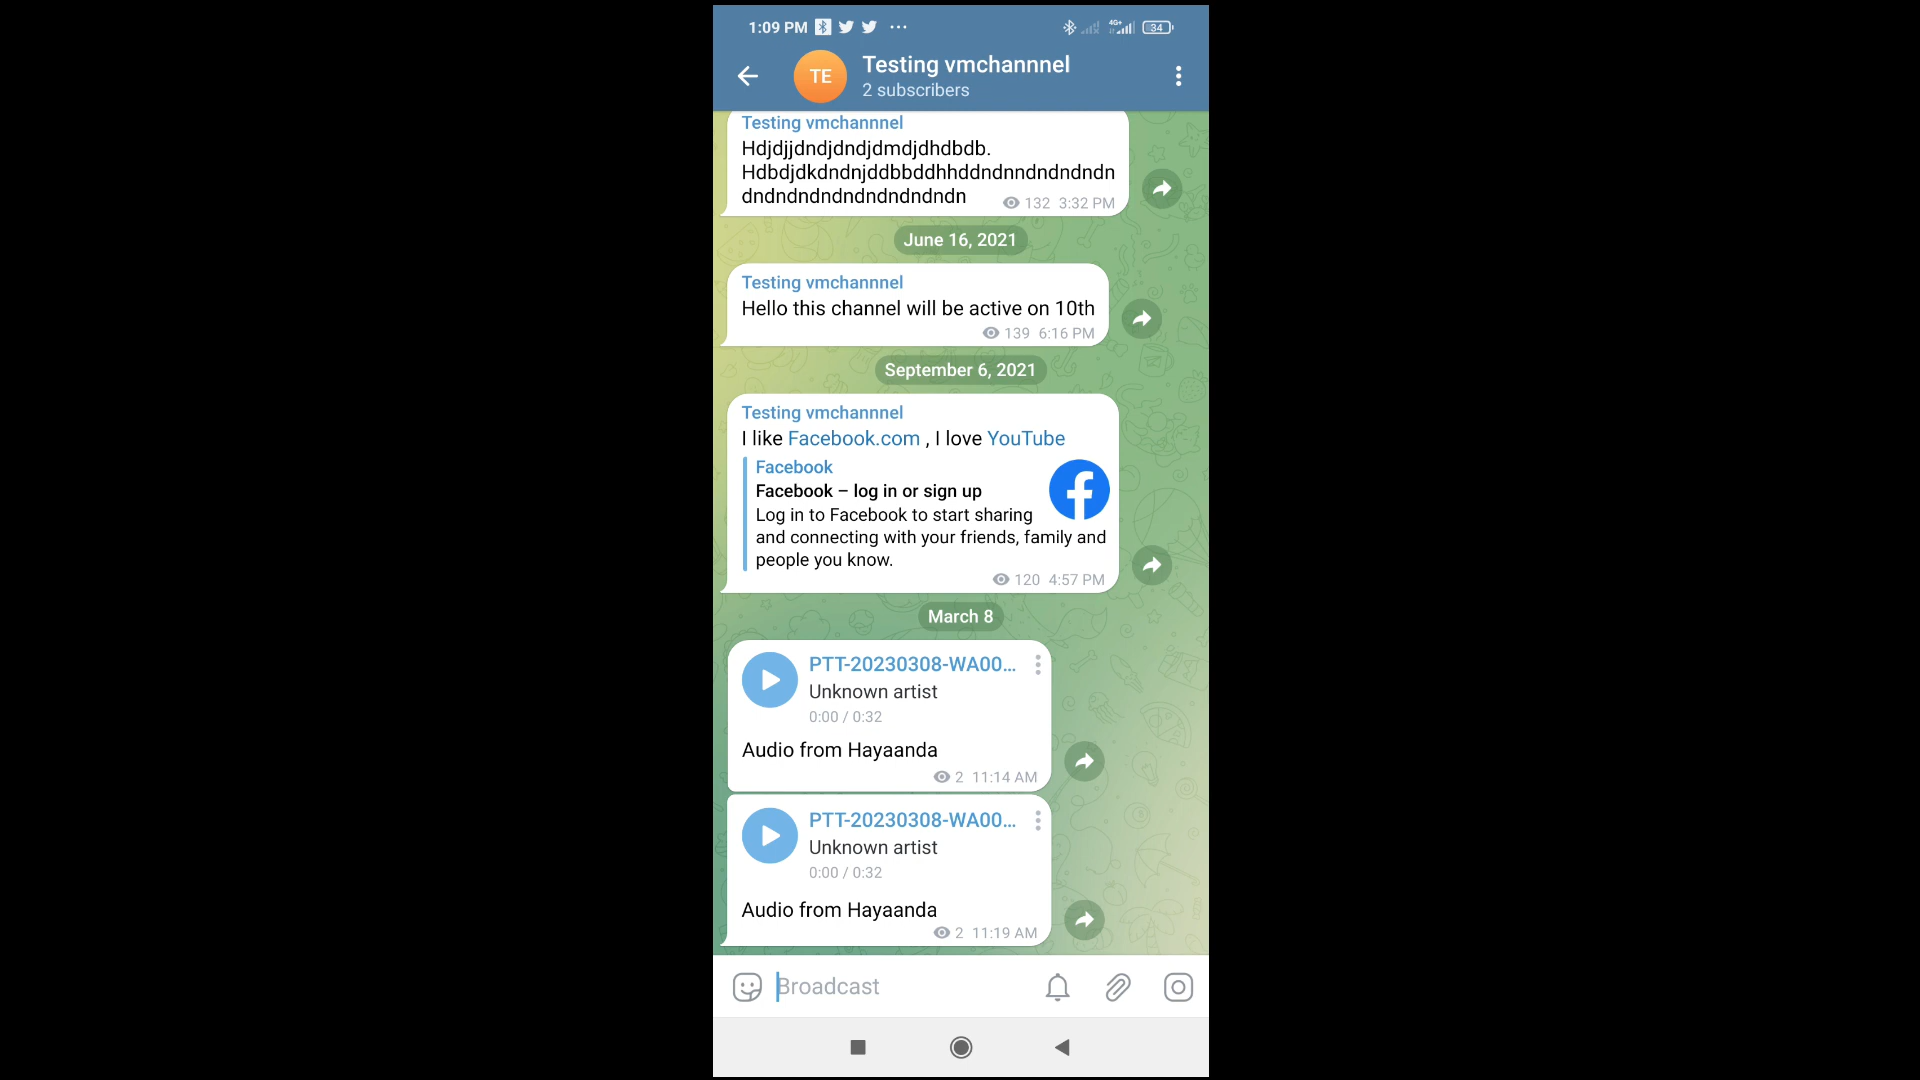 1:09 PM ... 4G+ 34
TE
Testing vmchannnel
2 subscribers
Testing vmchannnel
Hdjdjjdndjdndjdmdjdhdbdb.
Hdbdjdkdndnjddbbddhhddndnndndndndn
dndndndndndndndndndn 132 3:32 PM
June 16, 2021
Testing vmchannnel
Hello this channel will be active on 10th
139 6:16 PM
September 6, 2021
Testing vmchannnel
I like Facebook.com , I love YouTube
Facebook
Facebook – log in or sign up
Log in to Facebook to start sharing
and connecting with your friends, family and
people you know.
120 4:57 PM
March 8
PTT-20230308-WA00...
Unknown artist
0:00 / 0:32
Audio from Hayaanda
2 11:14 AM
PTT-20230308-WA00...
Unknown artist
0:00 / 0:32
Audio from Hayaanda
2 11:19 AM
Broadcast